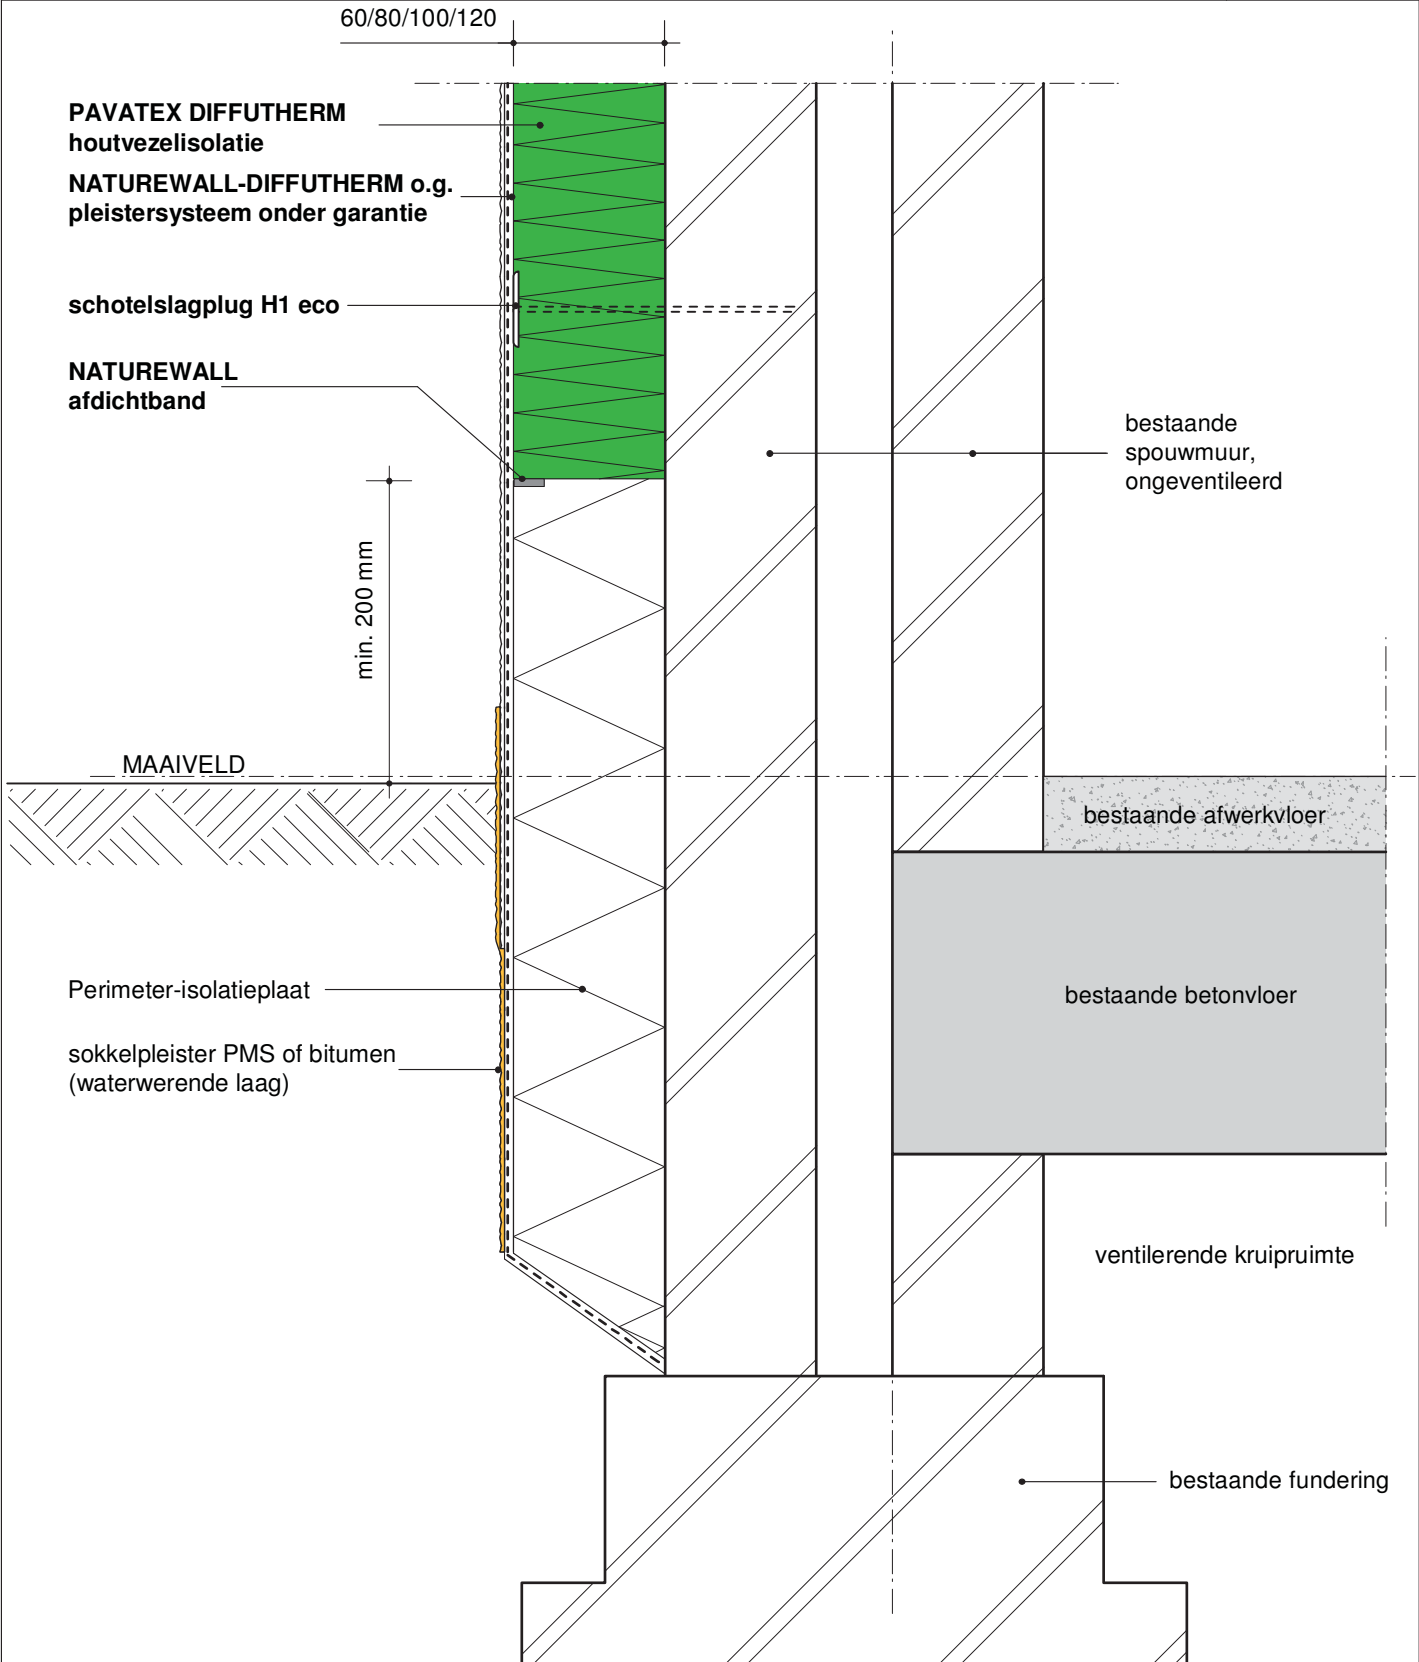 60/80/100/120
PAVATEX DIFFUTHERM
houtvezelisolatie
NATUREWALL-DIFFUTHERM o.g.
pleistersysteem onder garantie
schotelslagplug H1 eco
NATUREWALL
afdichtband
bestaande
spouwmuur,
ongeventileerd
min. 200 mm
MAAIVELD
bestaande afwerkvloer
Perimeter-isolatieplaat
bestaande betonvloer
sokkelpleister PMS of bitumen
(waterwerende laag)
ventilerende kruipruimte
bestaande fundering